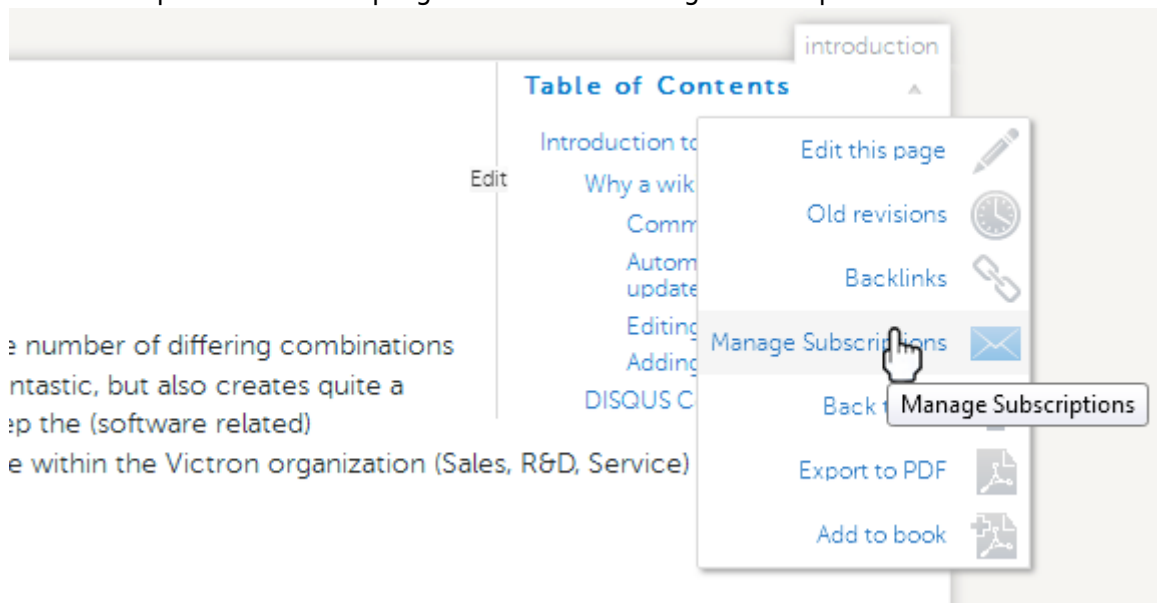 introduction
Table of Contents
Introduction to
Edit this page
Edit
Why a wik
Old revisions
Comm
Autom
update
Backlinks
Editing
e number of differing combinations
Manage Subscriptions
Adding
ntastic, but also creates quite a
DISQUS C
Back
Manage Subscriptions
ep the (software related)
e within the Victron organization (Sales, R&D, Service)
Export to PDF
Add to book